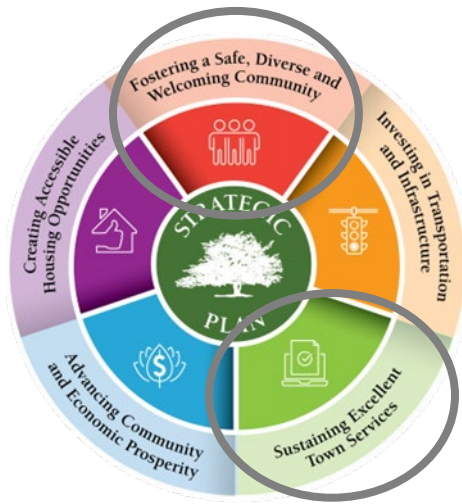 Fostering a Safe, Diverse and
Welcoming Community
Investing in Transportation
and Infrastructure
Sustaining Excellent
Town Services
Advancing Community
and Economic Prosperity
Creating Accessible
Housing Opportunities
STRATEGIC
PLAN
$